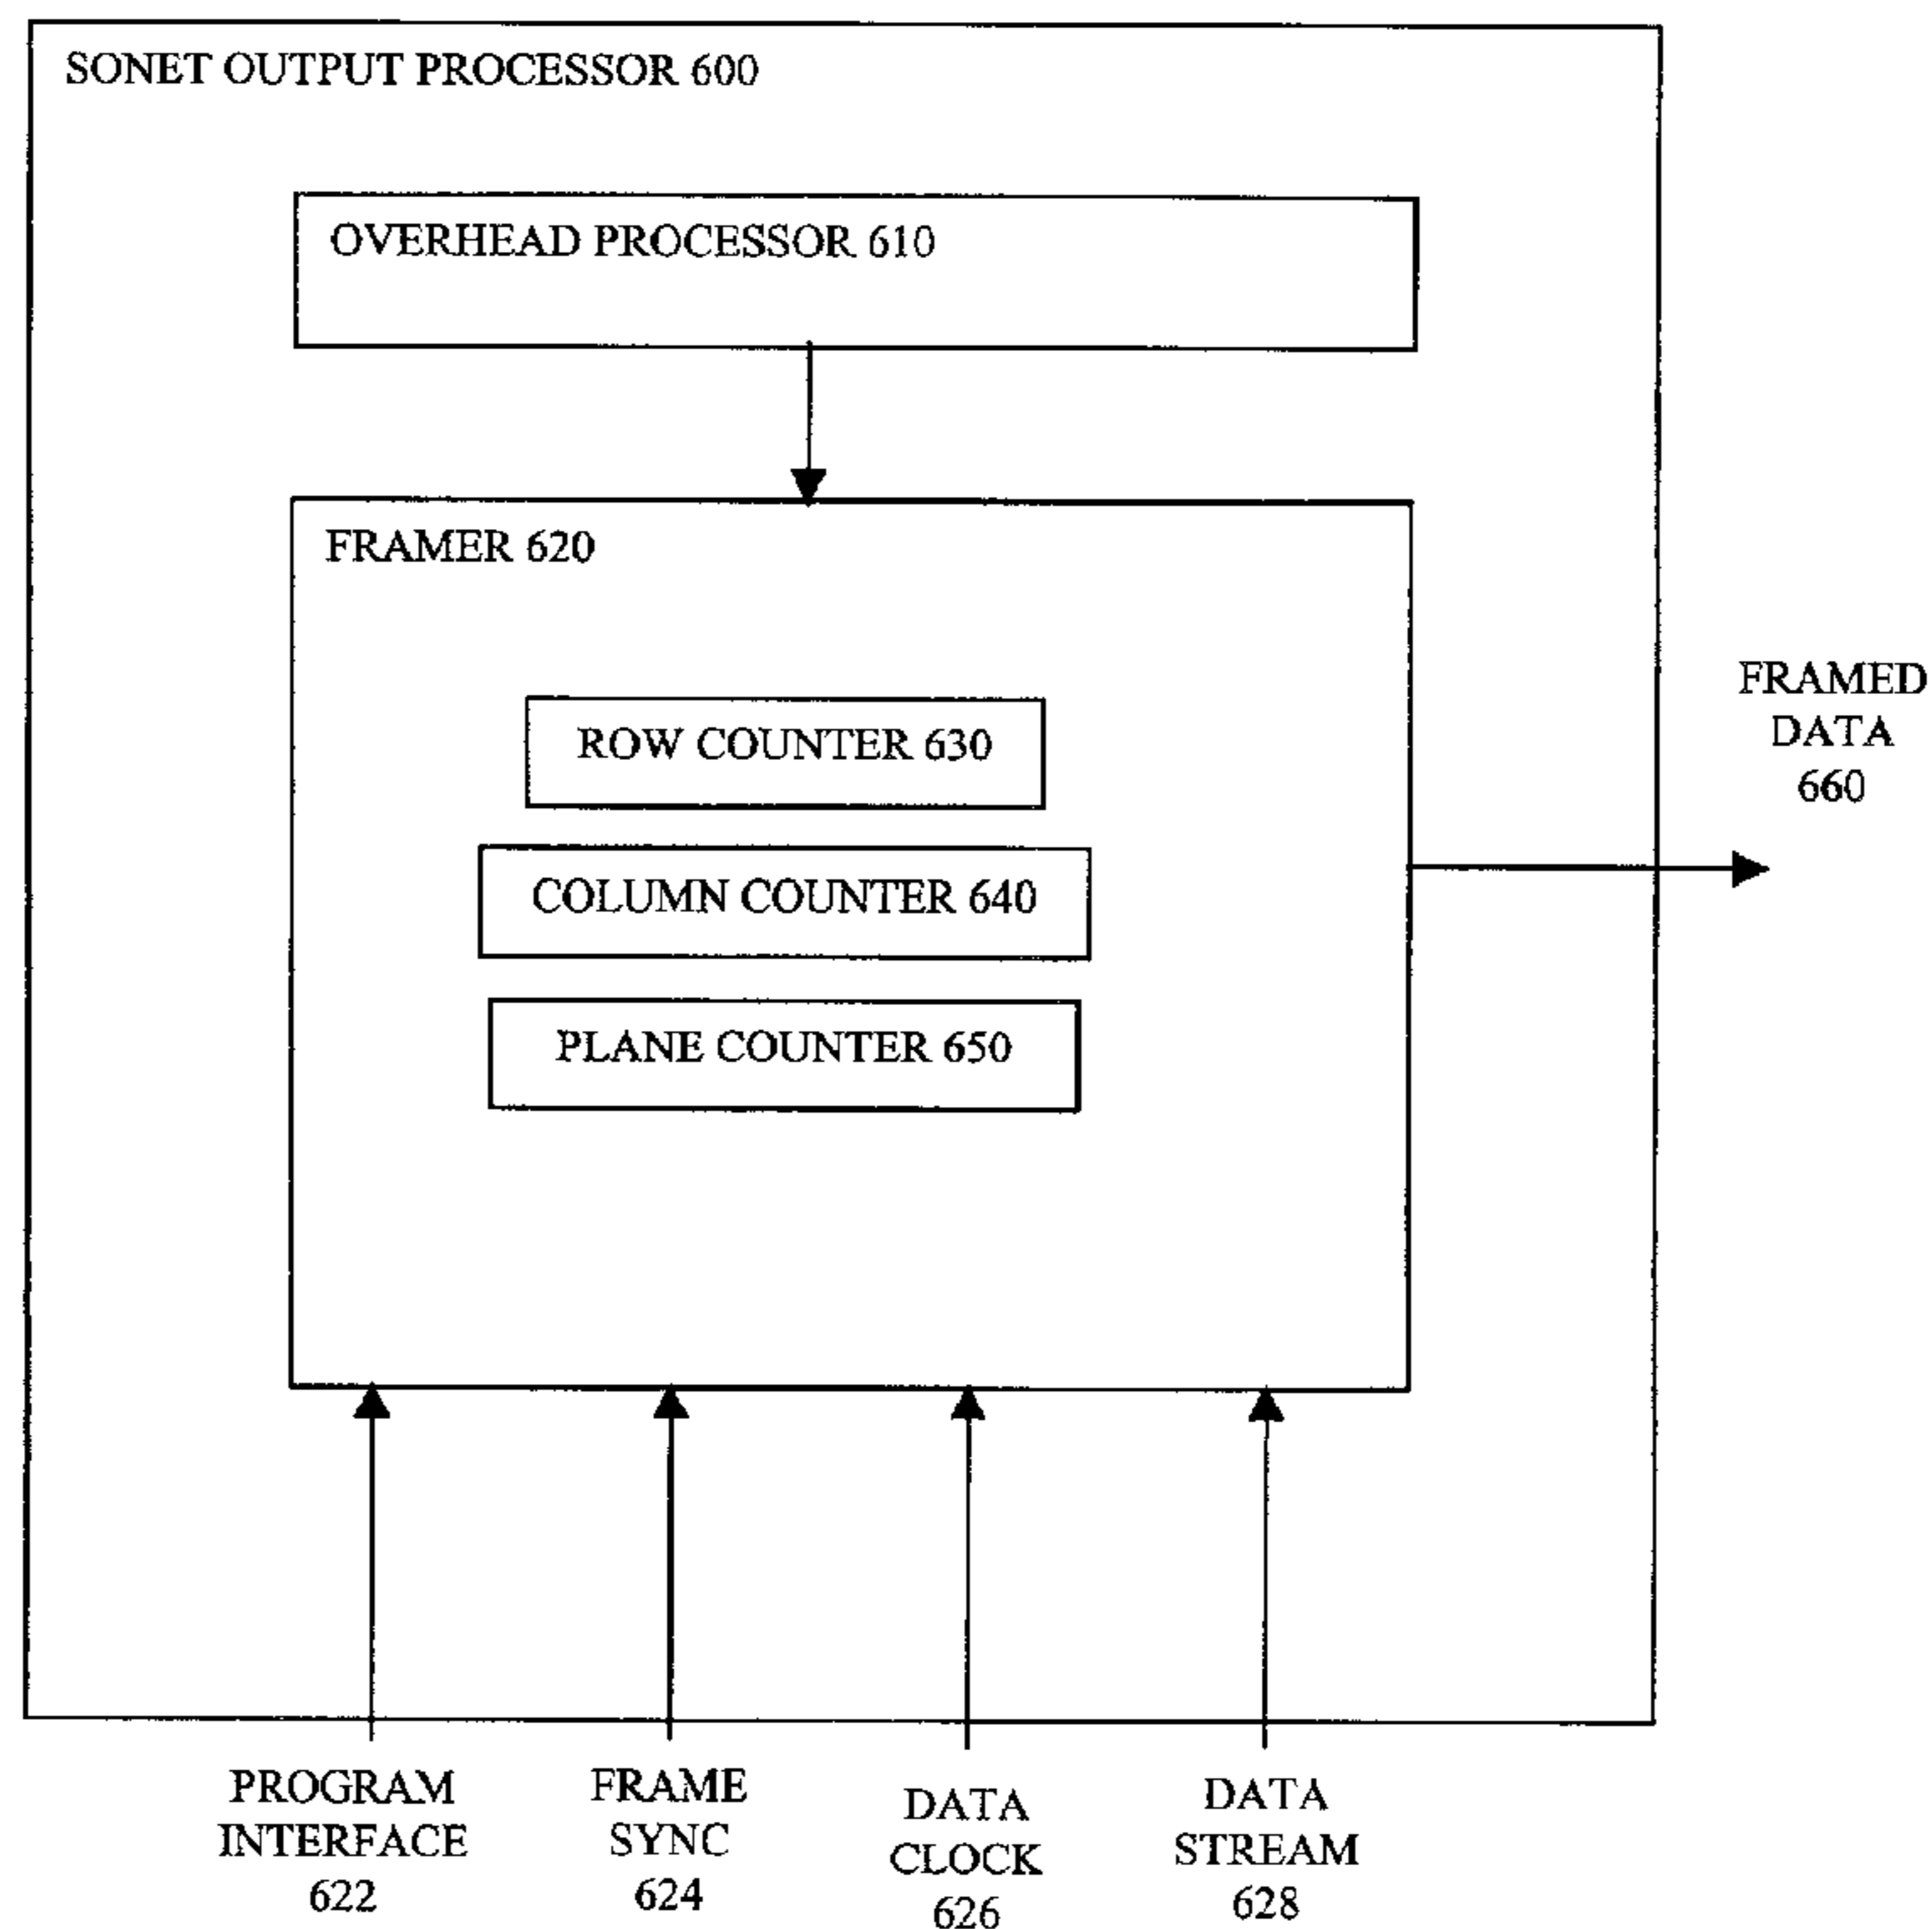 SONET OUTPUT PROCESSOR 600
OVERHEAD PROCESSOR 610
FRAMER 620
ROW COUNTER 630
COLUMN COUNTER 640
PLANE COUNTER 650
FRAMED
DATA
660
PROGRAM
INTERFACE
622
FRAME
SYNC
624
DATA
CLOCK
626
DATA
STREAM
628